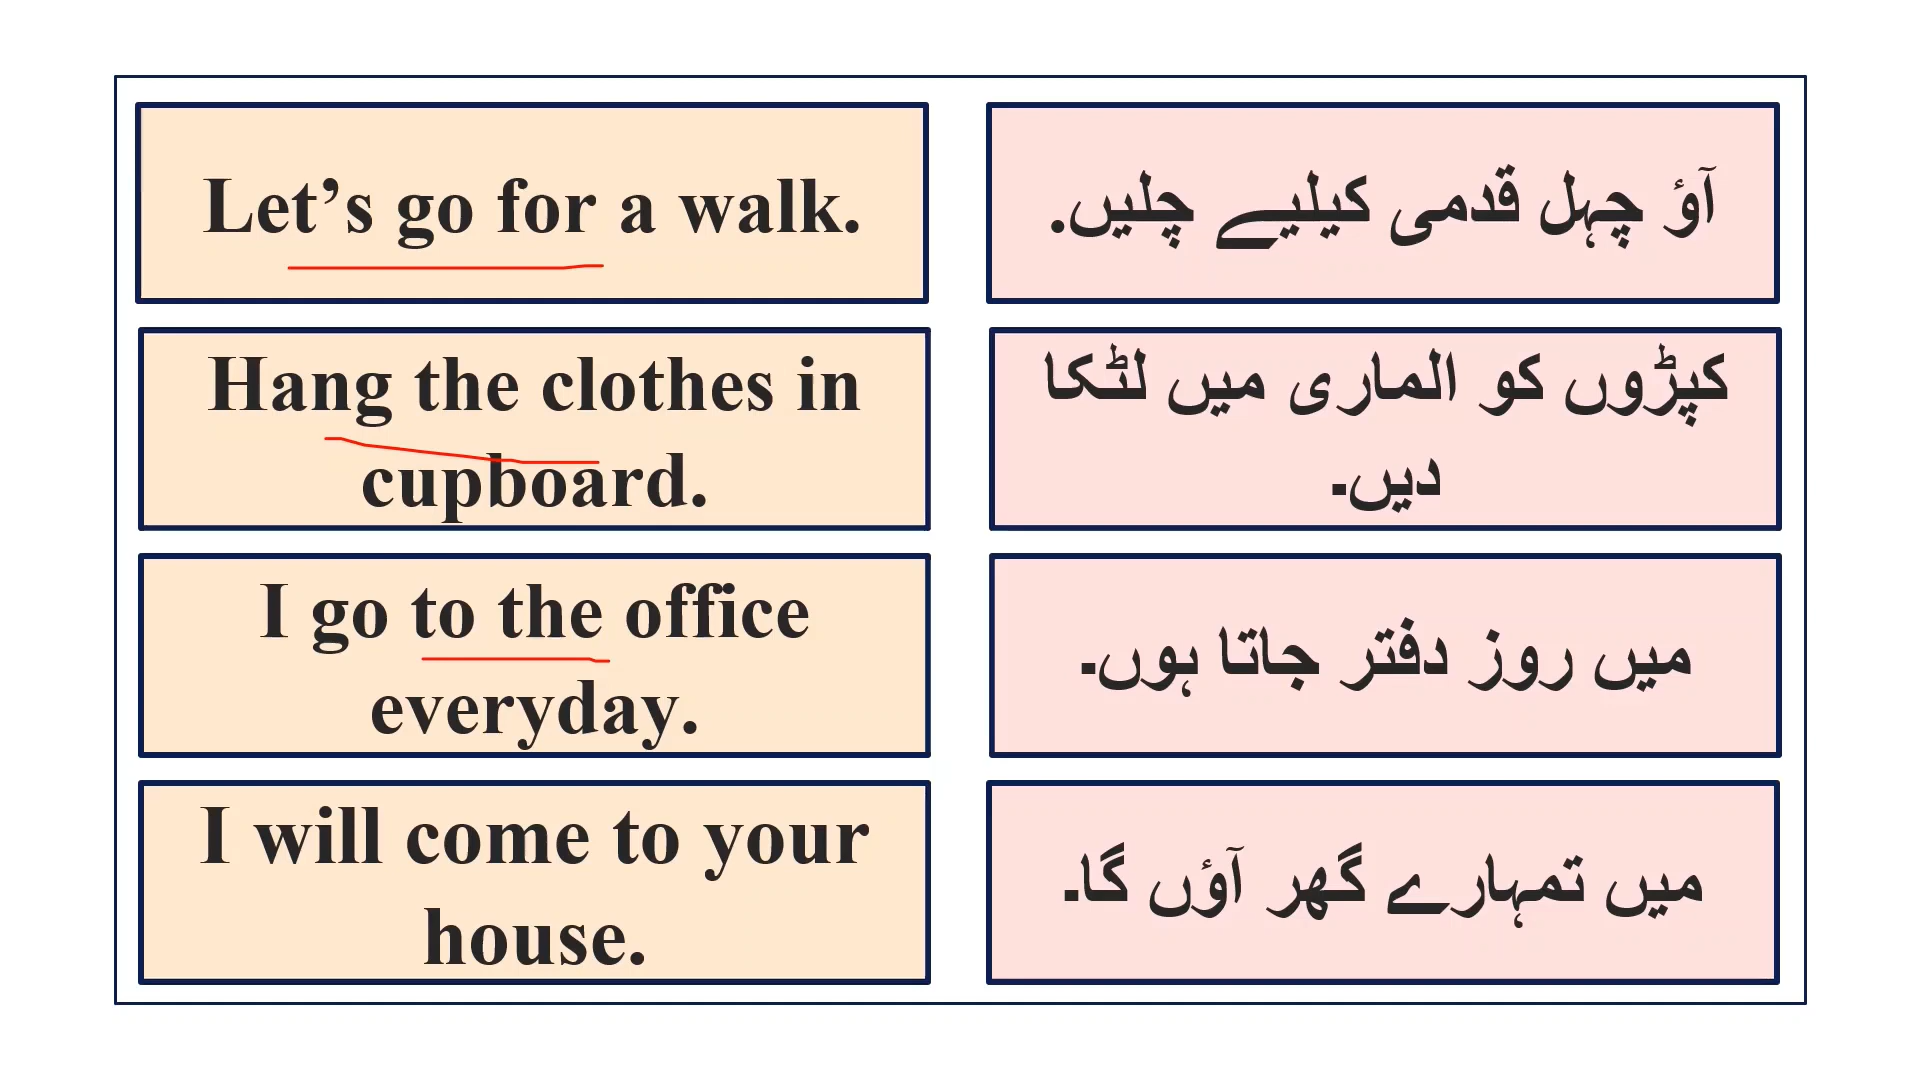 Let’s go for a walk.
آؤ چہل قدمی کیلیے چلیں.
Hang the clothes in
cupboard.
کپڑوں کو الماری میں لٹکا
دیں۔
I go to the office
everyday.
میں روز دفتر جاتا ہوں۔
I will come to your
house.
میں تمہارے گھر آؤں گا۔